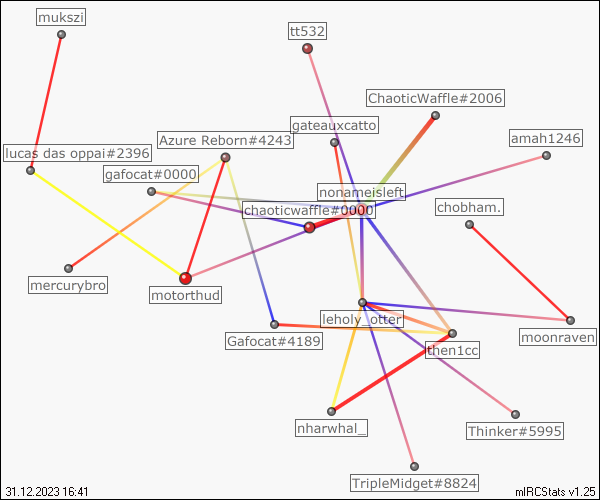 mukszi
tt532
ChaoticWaffle#2006
gateauxcatto
Azure Reborn#4243
amah1246
lucas das oppai#2396
gafocat#0000
nonameisleft
chaoticwaffle#0000
chobham.
mercurybro
motorthud
leholy_otter
Gafocat#4189
moonraven
then1cc
nharwhal_
Thinker#5995
TripleMidget#8824
31.12.2023 16:41
mIRCStats v1.25